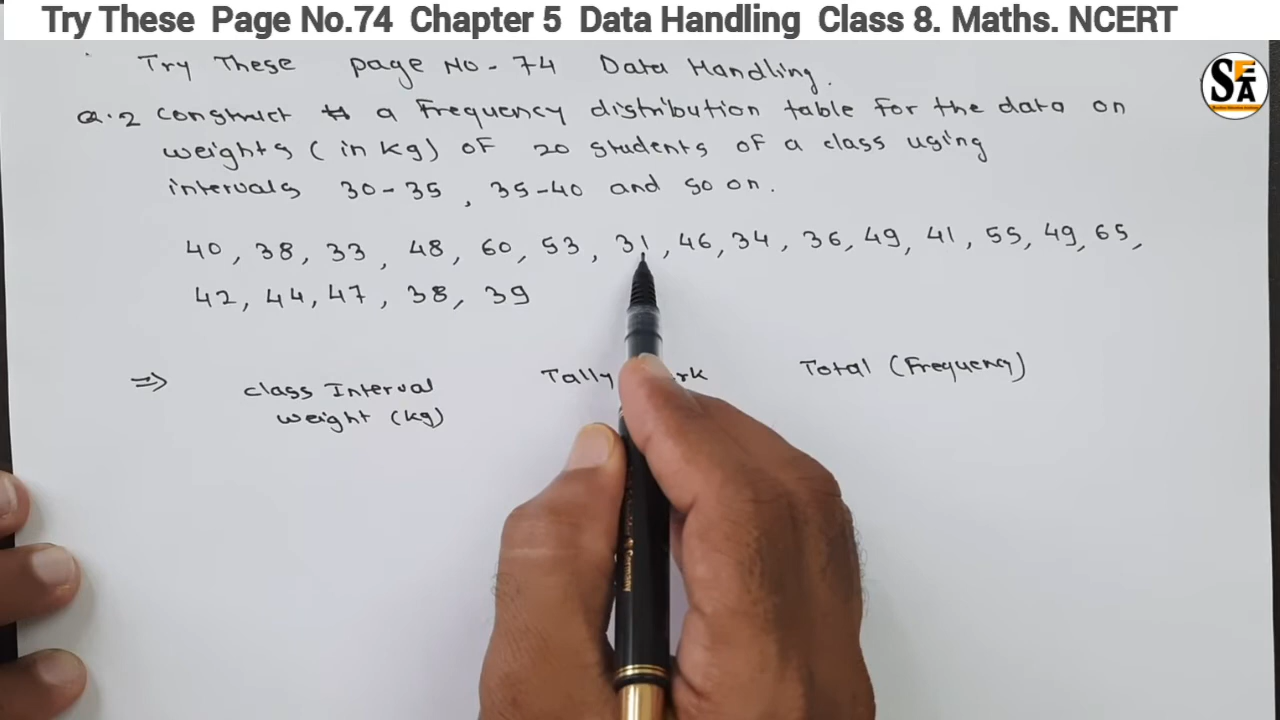 Try These Page No.74 Chapter 5 Data Handling Class 8. Maths. NCERT
Try These page No - 74 Data Handling.
Q.2 Construct a Frequency distribution table for the data on
weights (in kg) of 20 students of a class using
intervals 30-35, 35-40 and so on.
40, 38, 33, 48, 60, 53, 31, 46, 34, 36, 49, 41, 55, 49, 65,
42, 44, 47, 38, 39
⇒ class Interval Tally Total (Frequency)
weight (kg)
SETA